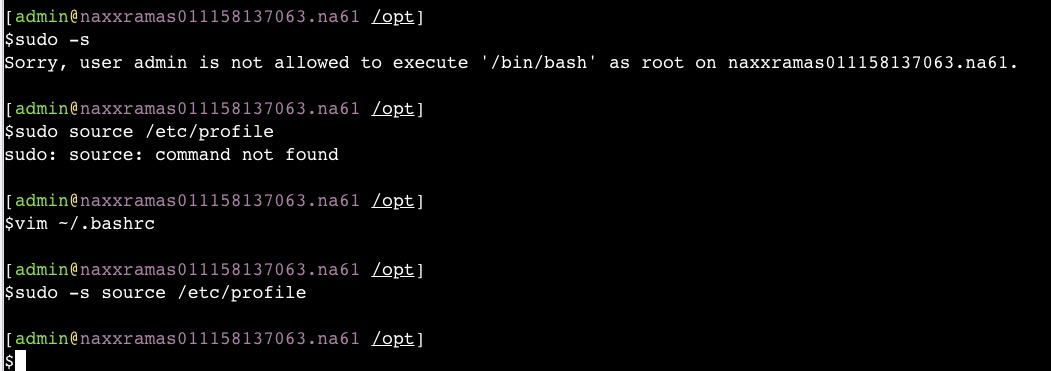 [admin@naxxramas011158137063.na61 /opt]
$sudo -s
Sorry, user admin is not allowed to execute '/bin/bash' as root on naxxramas011158137063.na61.
[admin@naxxramas011158137063.na61 /opt]
$sudo source /etc/profile
sudo: source: command not found
[admin@naxxramas011158137063.na61 /opt]
$vim ~/.bashrc
[admin@naxxramas011158137063.na61 /opt]
$sudo -s source /etc/profile
[admin@naxxramas011158137063.na61 /opt]
$